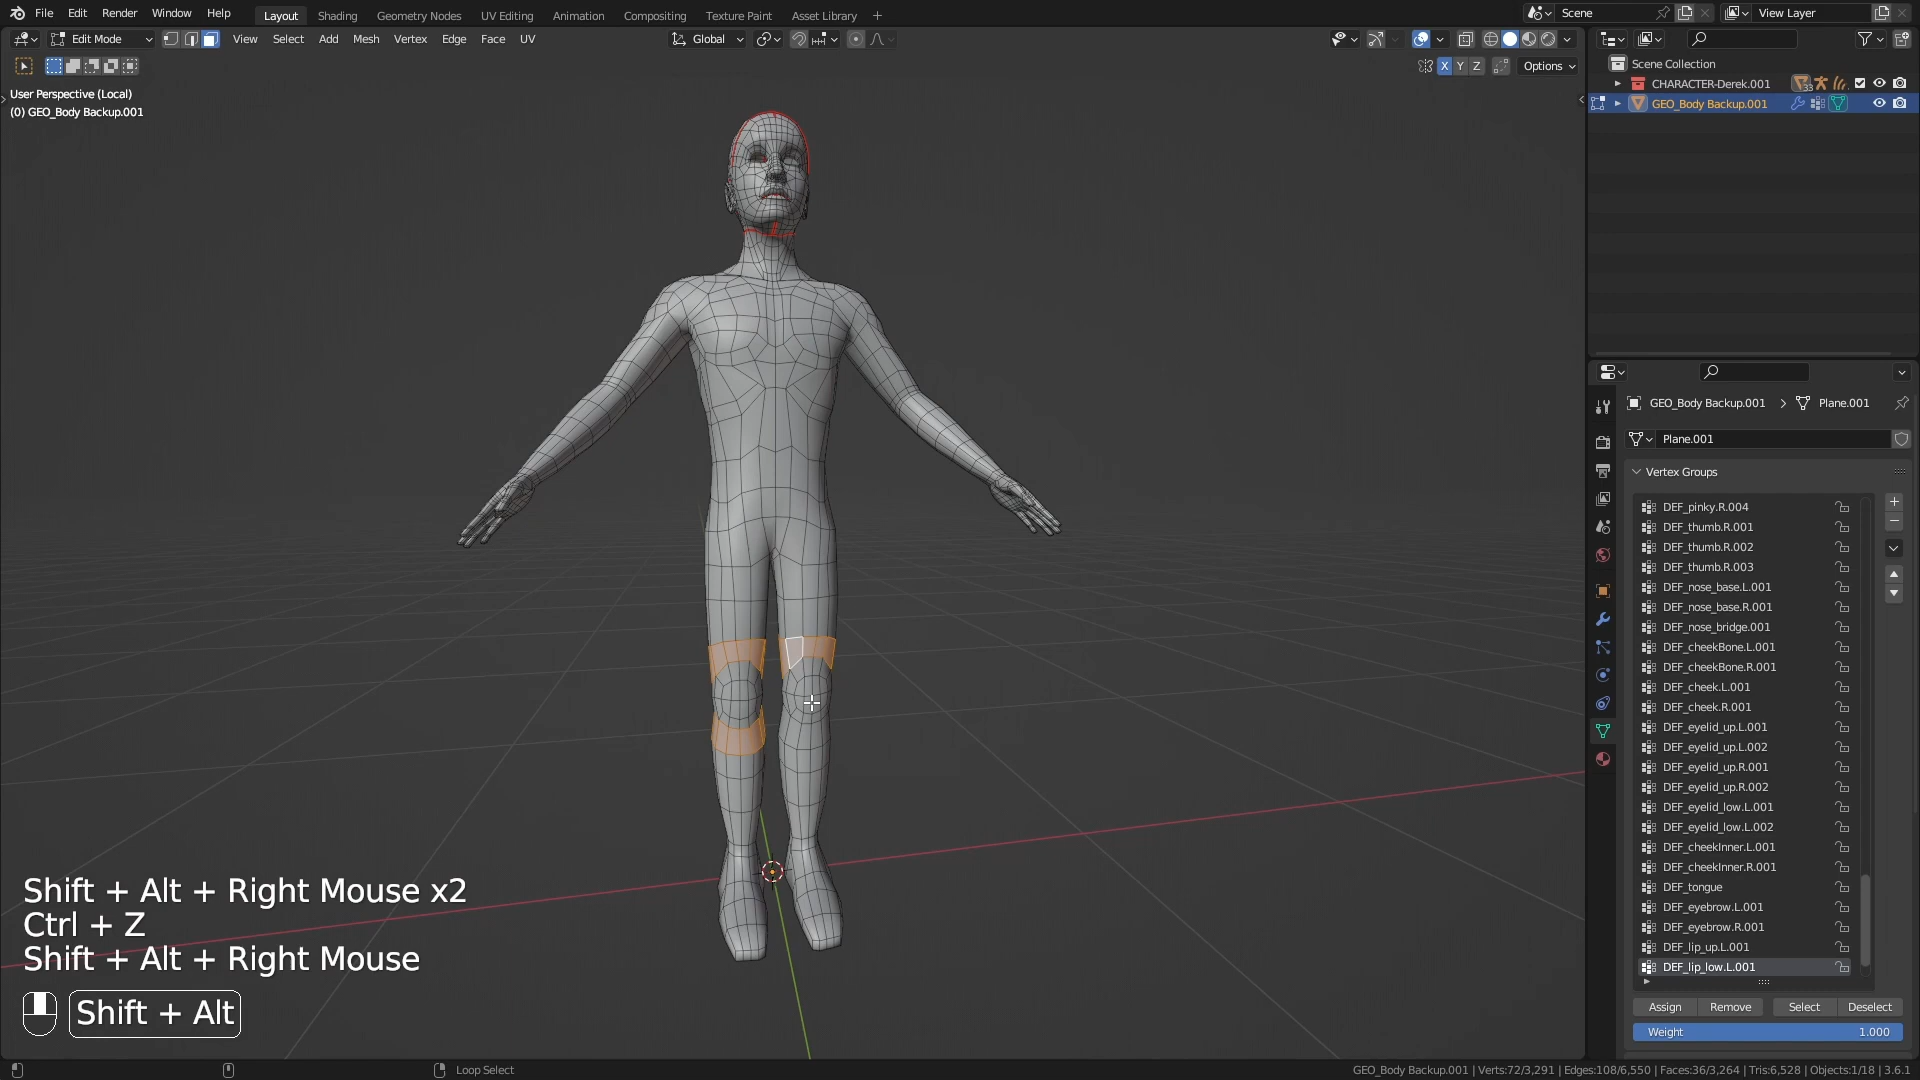 File Edit Render Window Help Layout Shading Geometry Nodes UV Editing Animation Compositing Texture Paint Asset Library + Scene View Layer
Edit Mode View Select Add Mesh Vertex Edge Face UV Global
X Y Z Options
User Perspective (Local)
(0) GEO_Body Backup.001
Scene Collection
CHARACTER-Derek.001
GEO_Body Backup.001
GEO_Body Backup.001 > Plane.001
Plane.001
Vertex Groups
DEF_pinky.R.004
DEF_thumb.R.001
DEF_thumb.R.002
DEF_thumb.R.003
DEF_nose_base.L.001
DEF_nose_base.R.001
DEF_nose_bridge.001
DEF_cheekBone.L.001
DEF_cheekBone.R.001
DEF_cheek.L.001
DEF_cheek.R.001
DEF_eyelid_up.L.001
DEF_eyelid_up.L.002
DEF_eyelid_up.R.001
DEF_eyelid_up.R.002
DEF_eyelid_low.L.001
DEF_eyelid_low.L.002
DEF_cheekInner.L.001
DEF_cheekInner.R.001
DEF_tongue
DEF_eyebrow.L.001
DEF_eyebrow.R.001
DEF_lip_up.L.001
DEF_lip_low.L.001
Assign Remove Select Deselect
Weight 1.000
Shift + Alt + Right Mouse x2
Ctrl + Z
Shift + Alt + Right Mouse
Shift + Alt
Loop Select
GEO_Body Backup.001 | Verts:72/3,291 | Edges:108/6,550 | Faces:36/3,264 | Tris:6,528 | Objects:1/18 | 3.6.1